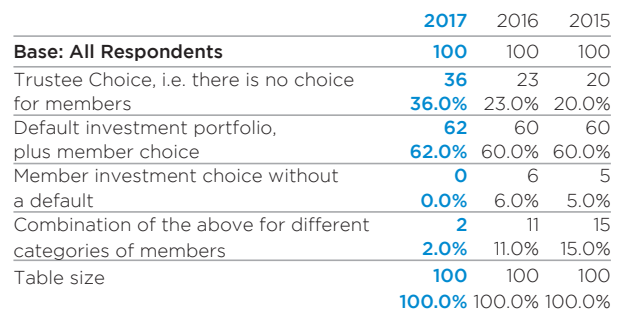 2017 2016 2015
Base: All Respondents 100 100 100
Trustee Choice, i.e. there is no choice 36 23 20
for members 36.0% 23.0% 20.0%
Default investment portfolio, 62 60 60
plus member choice 62.0% 60.0% 60.0%
Member investment choice without 0 6 5
a default 0.0% 6.0% 5.0%
Combination of the above for different 2 11 15
categories of members 2.0% 11.0% 15.0%
Table size 100 100 100
100.0% 100.0% 100.0%